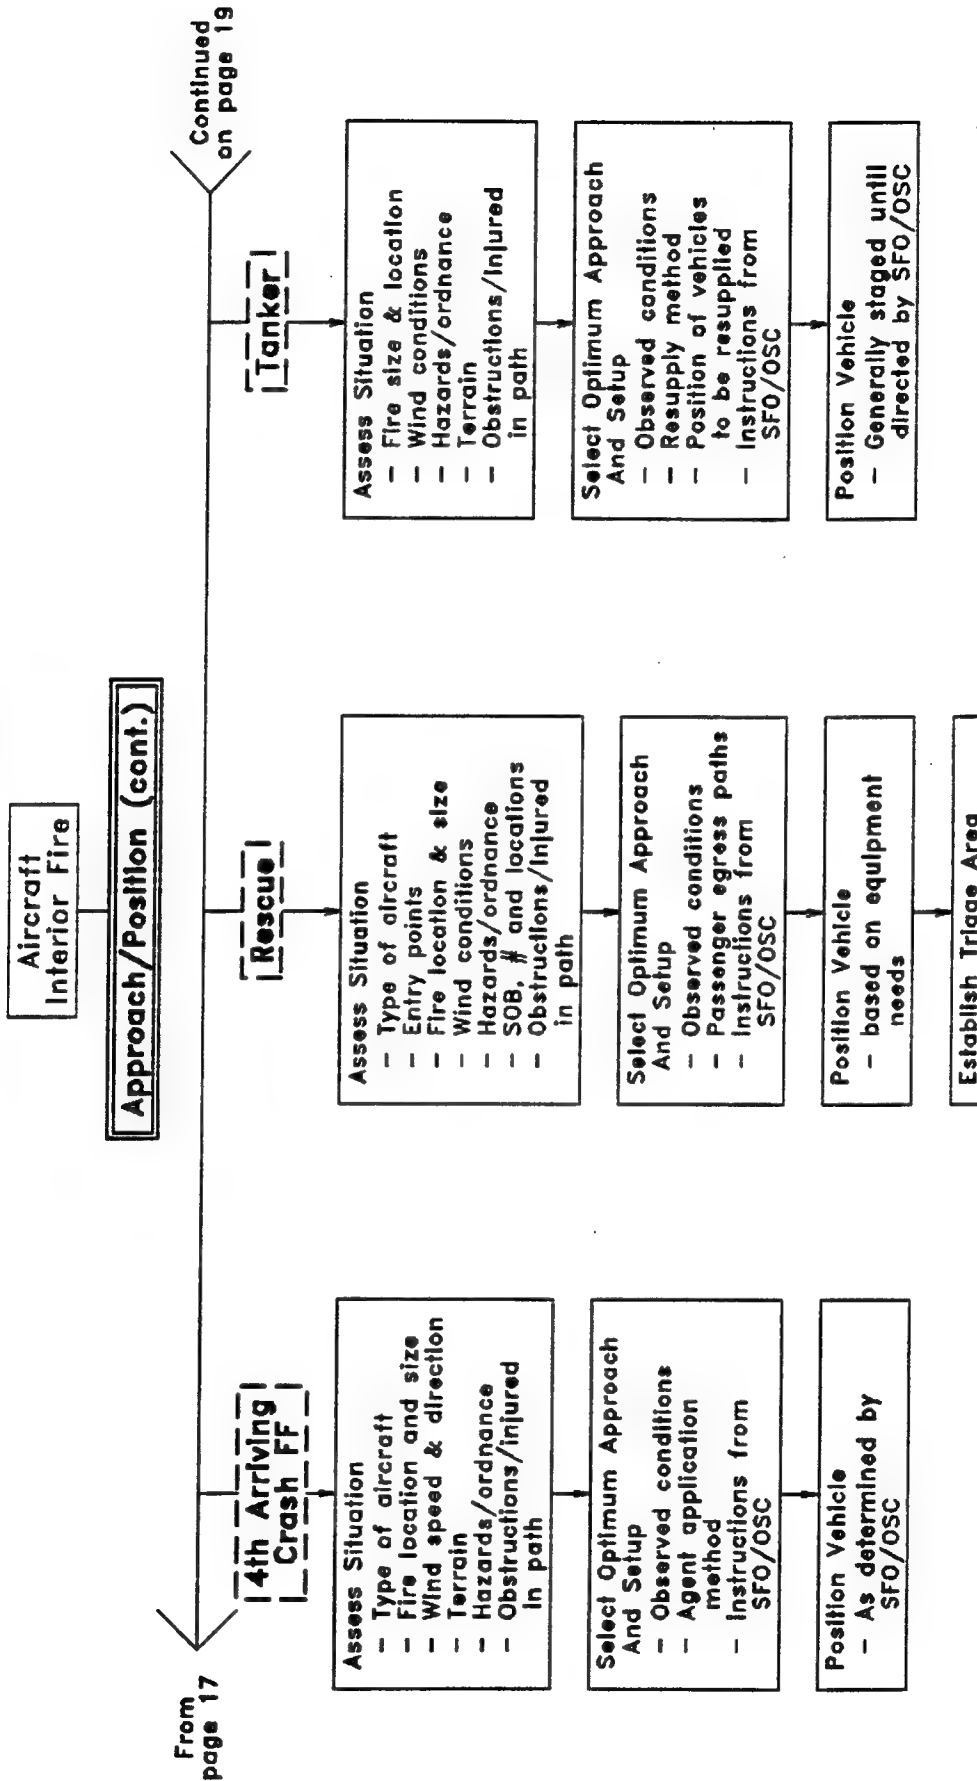 Aircraft
Interior Fire
Approach/Position (cont.)
From
page 17
Continued
on page 19
4th Arriving
Crash FF
Assess Situation
- Type of aircraft
- Fire location and size
- Wind speed & direction
- Terrain
- Hazards/ordnance
- Obstructions/injured
in path
Select Optimum Approach
And Setup
- Observed conditions
- Agent application
method
- Instructions from
SFO/OSC
Position Vehicle
- As determined by
SFO/OSC
Rescue
Assess Situation
- Type of aircraft
- Entry points
- Fire location & size
- Wind conditions
- Hazards/ordnance
- SOB, # and locations
- Obstructions/injured
in path
Select Optimum Approach
And Setup
- Observed conditions
- Passenger egress paths
- Instructions from
SFO/OSC
Position Vehicle
- based on equipment
needs
Establish Triage Area
Tanker
Assess Situation
- Fire size & location
- Wind conditions
- Hazards/ordnance
- Terrain
- Obstructions/injured
in path
Select Optimum Approach
And Setup
- Observed conditions
- Resupply method
- Position of vehicles
to be resupplied
- Instructions from
SFO/OSC
Position Vehicle
- Generally staged until
directed by SFO/OSC